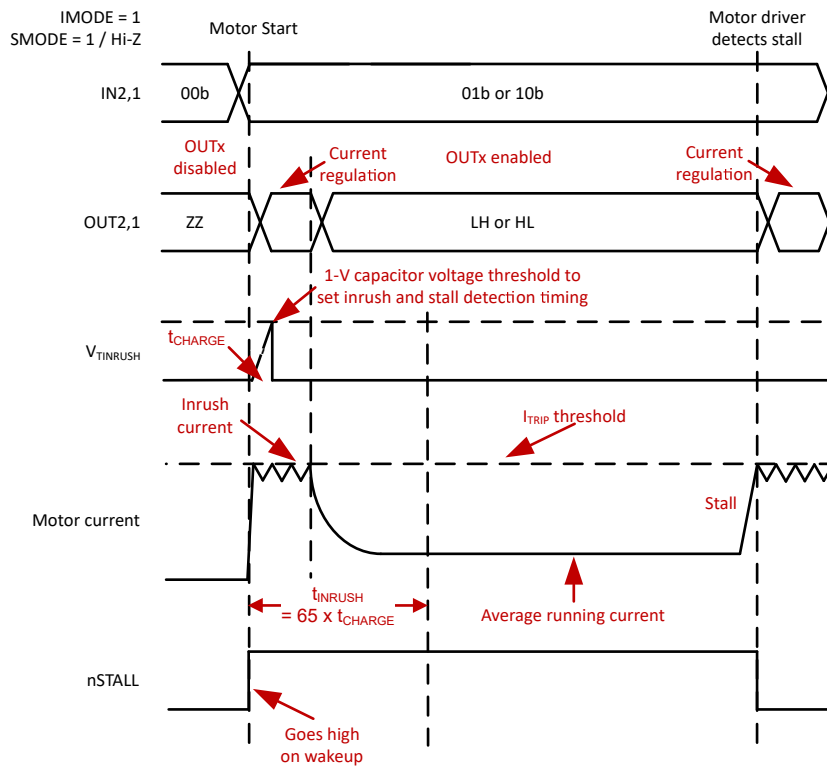 IMODE = 1
SMODE = 1 / Hi-Z
Motor Start
Motor driver
detects stall
IN2,1
00b
01b or 10b
OUTx
disabled
Current
regulation
OUTx enabled
Current
regulation
OUT2,1
ZZ
LH or HL
1-V capacitor voltage threshold to
set inrush and stall detection timing
tCHARGE
VTINRUSH
Inrush
current
ITRIP threshold
Motor current
Stall
tINRUSH
= 65 x tCHARGE
Average running current
nSTALL
Goes high
on wakeup